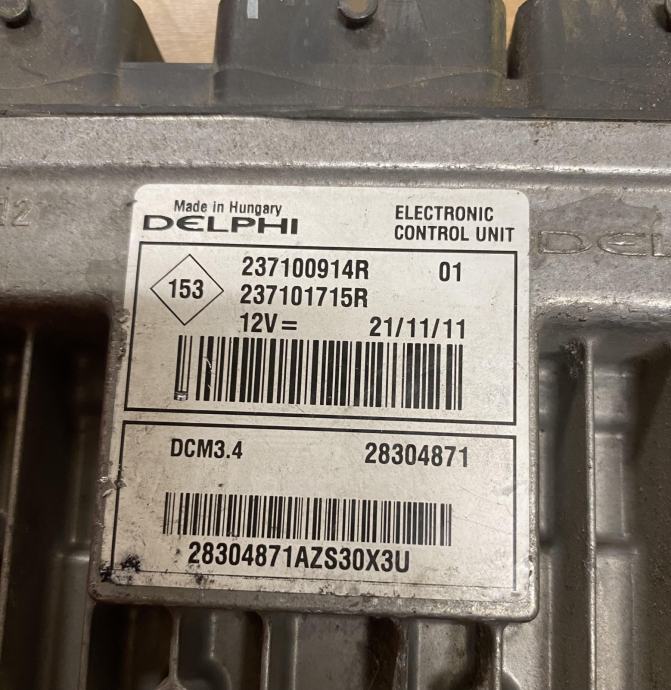 Made in Hungary
DELPHI
ELECTRONIC
CONTROL UNIT
153
237100914R 01
237101715R
12V= 21/11/11
DCM3.4 28304871
28304871AZS30X3U